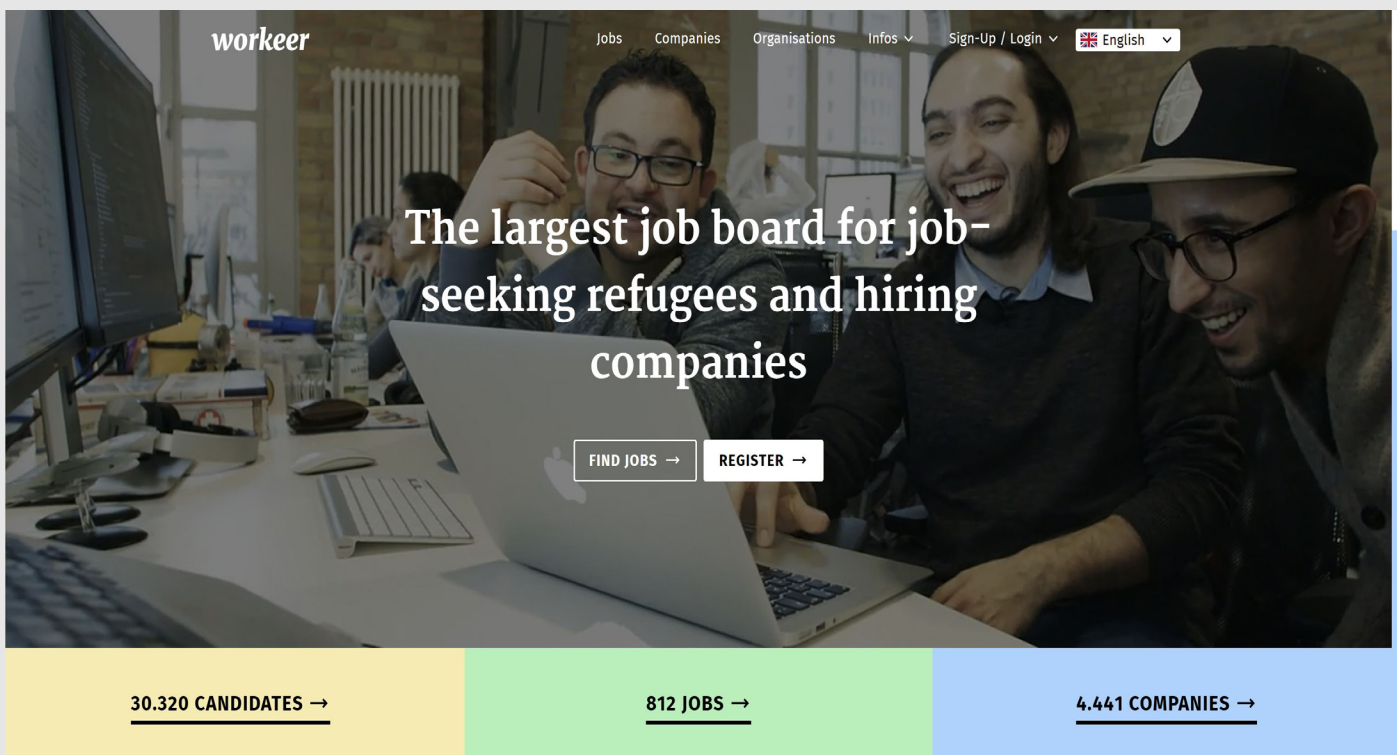 workeer
Jobs Companies Organisations Infos Sign-Up / Login English
The largest job board for job-
seeking refugees and hiring
companies
FIND JOBS → REGISTER →
30.320 CANDIDATES → 812 JOBS → 4.441 COMPANIES →